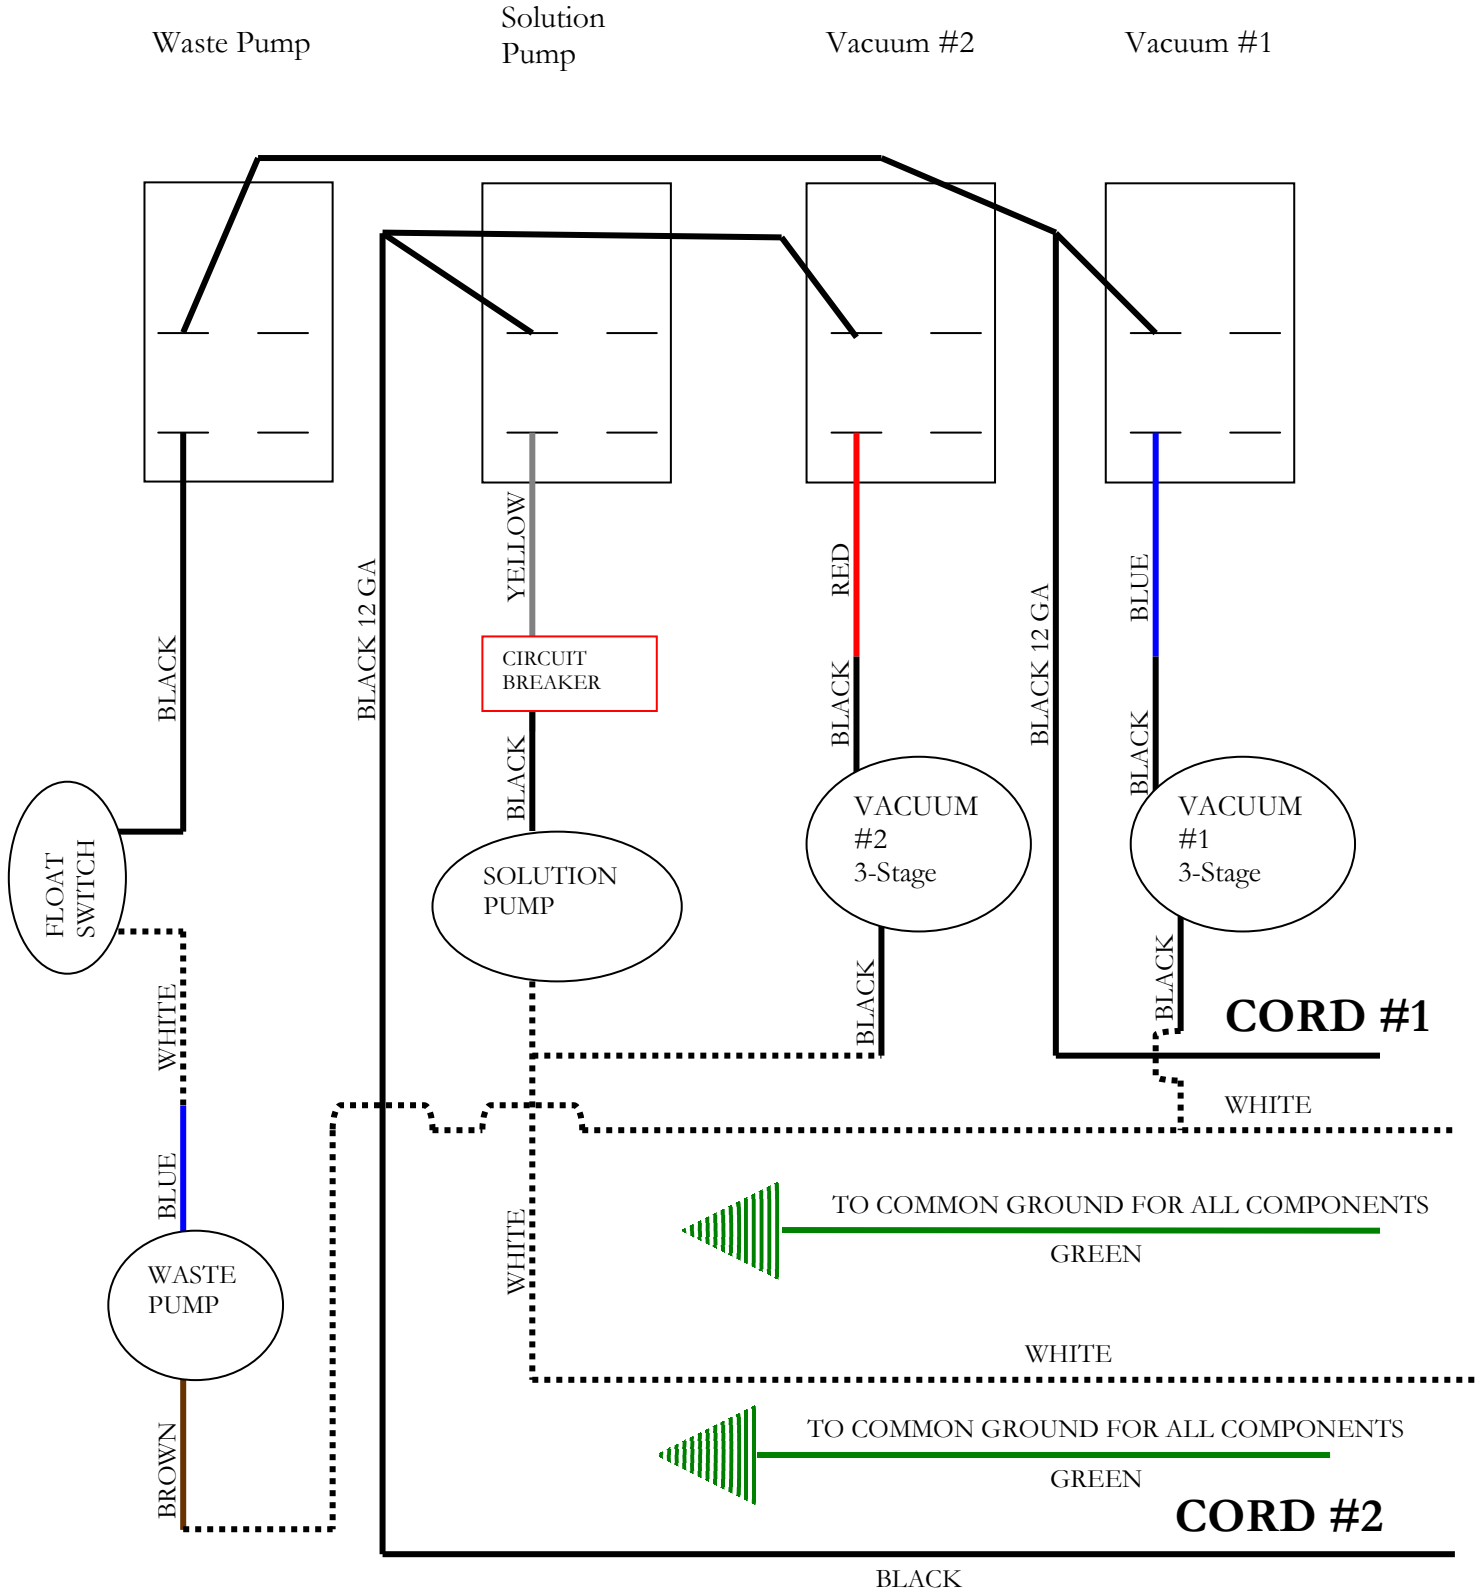 Waste Pump
Solution
Pump
Vacuum #2
Vacuum #1
YELLOW
RED
BLUE
BLACK 12 GA
BLACK 12 GA
BLACK
CIRCUIT
BREAKER
BLACK
BLACK
BLACK
FLOAT
SWITCH
SOLUTION
PUMP
VACUUM
#2
3-Stage
VACUUM
#1
3-Stage
WHITE
BLACK
BLACK
CORD #1
WHITE
BLUE
WHITE
TO COMMON GROUND FOR ALL COMPONENTS
GREEN
WASTE
PUMP
WHITE
BROWN
TO COMMON GROUND FOR ALL COMPONENTS
GREEN
CORD #2
BLACK